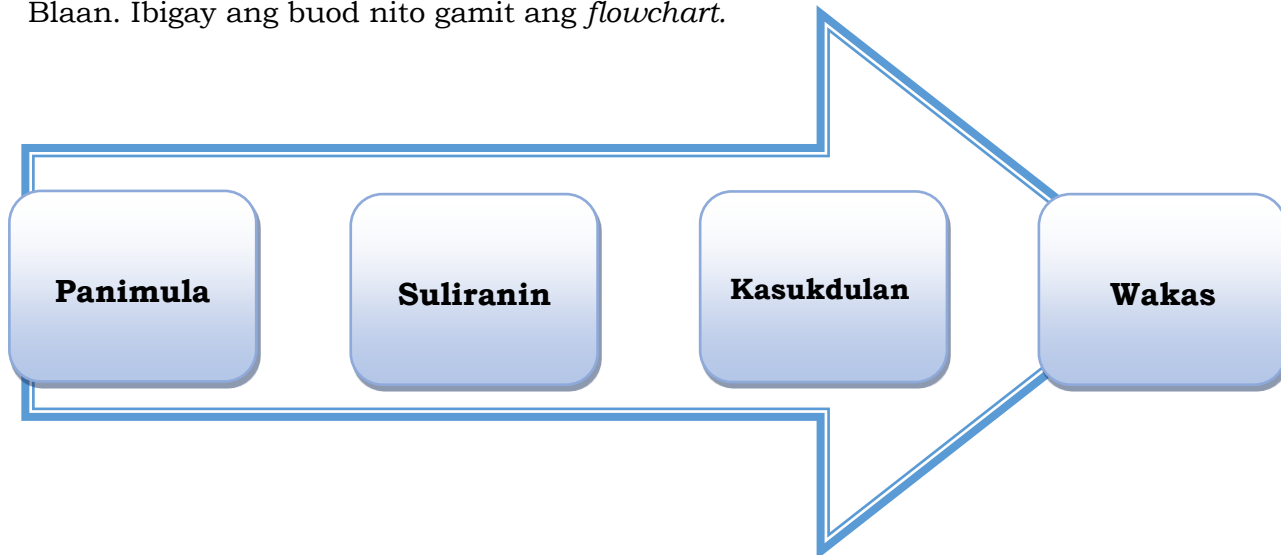 Blaan. Ibigay ang buod nito gamit ang flowchart.
Panimula
Suliranin
Kasukdulan
Wakas